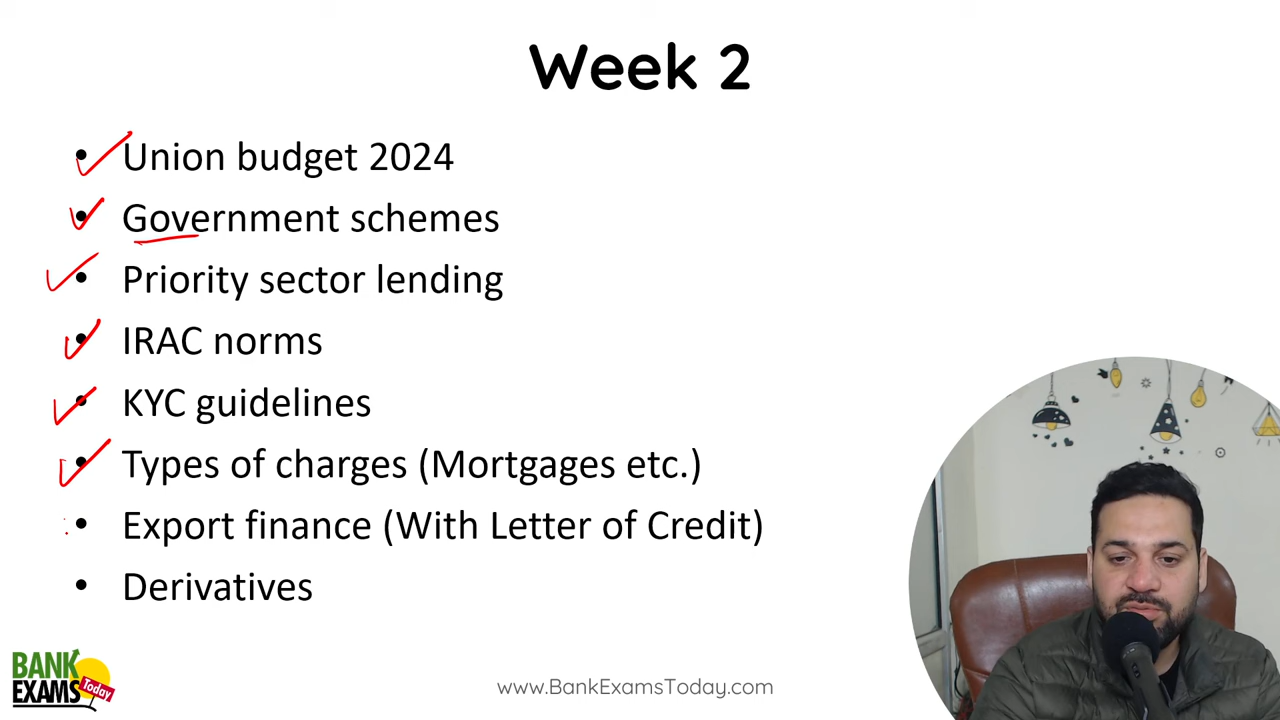 Week 2
• Union budget 2024
• Government schemes
• Priority sector lending
• IRAC norms
• KYC guidelines
• Types of charges (Mortgages etc.)
• Export finance (With Letter of Credit)
• Derivatives
BANK
EXAMS Today
www.BankExamsToday.com